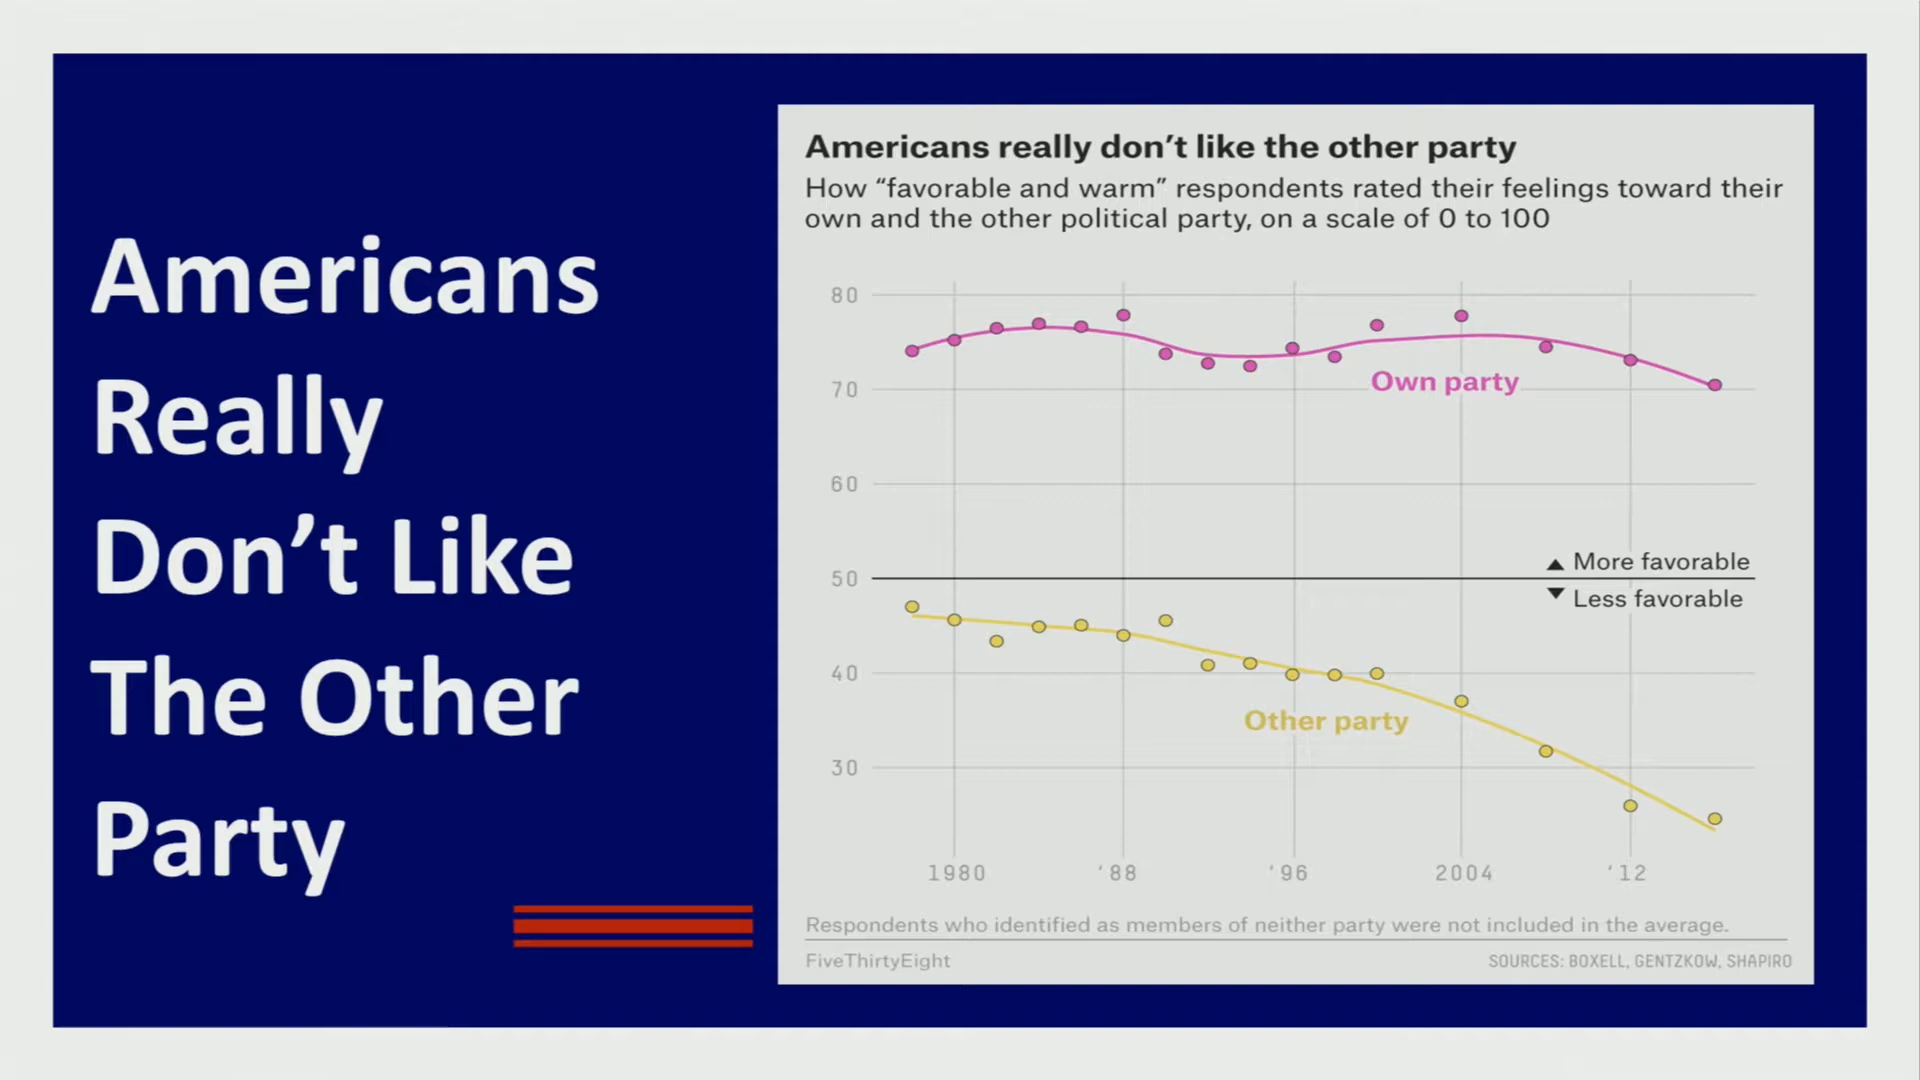 Americans
Really
Don’t Like
The Other
Party
Americans really don’t like the other party
How “favorable and warm” respondents rated their feelings toward their
own and the other political party, on a scale of 0 to 100
80
70
60
50
40
30
Own party
▲ More favorable
▼ Less favorable
Other party
1980 ‘88 ‘96 2004 ‘12
Respondents who identified as members of neither party were not included in the average.
FiveThirtyEight SOURCES: BOXELL, GENTZKOW, SHAPIRO